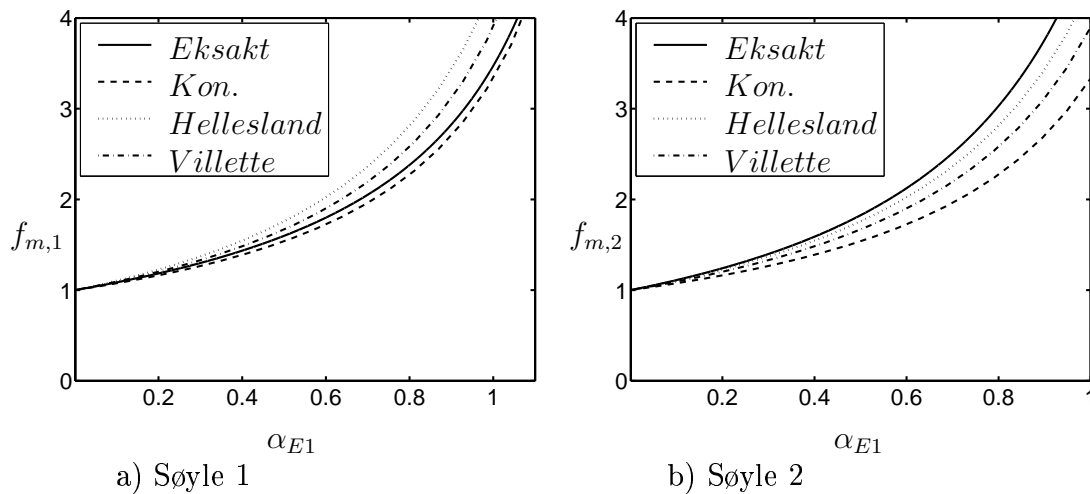 4
3
2
1
0
f_{m,1}
Eksakt
Kon.
Hellesland
Villette
0.2 0.4 0.6 0.8 1
α_{E1}
a) Søyle 1
4
3
2
1
0
f_{m,2}
Eksakt
Kon.
Hellesland
Villette
0.2 0.4 0.6 0.8 1
α_{E1}
b) Søyle 2